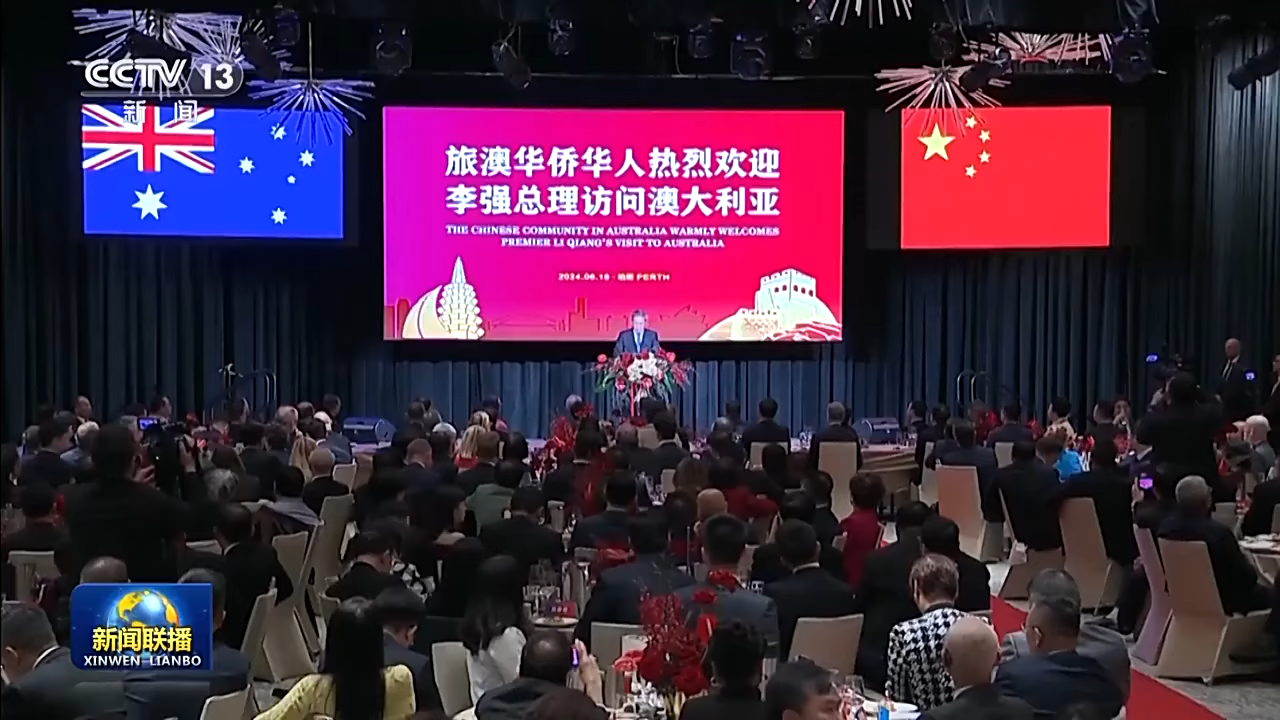 CCTV 13
新闻
旅澳华侨华人热烈欢迎
李强总理访问澳大利亚
THE CHINESE COMMUNITY IN AUSTRALIA WARMLY WELCOMES
PREMIER LI QIANG'S VISIT TO AUSTRALIA
2024.06.18 · 珀斯 PERTH
新闻联播
XINWEN LIANBO